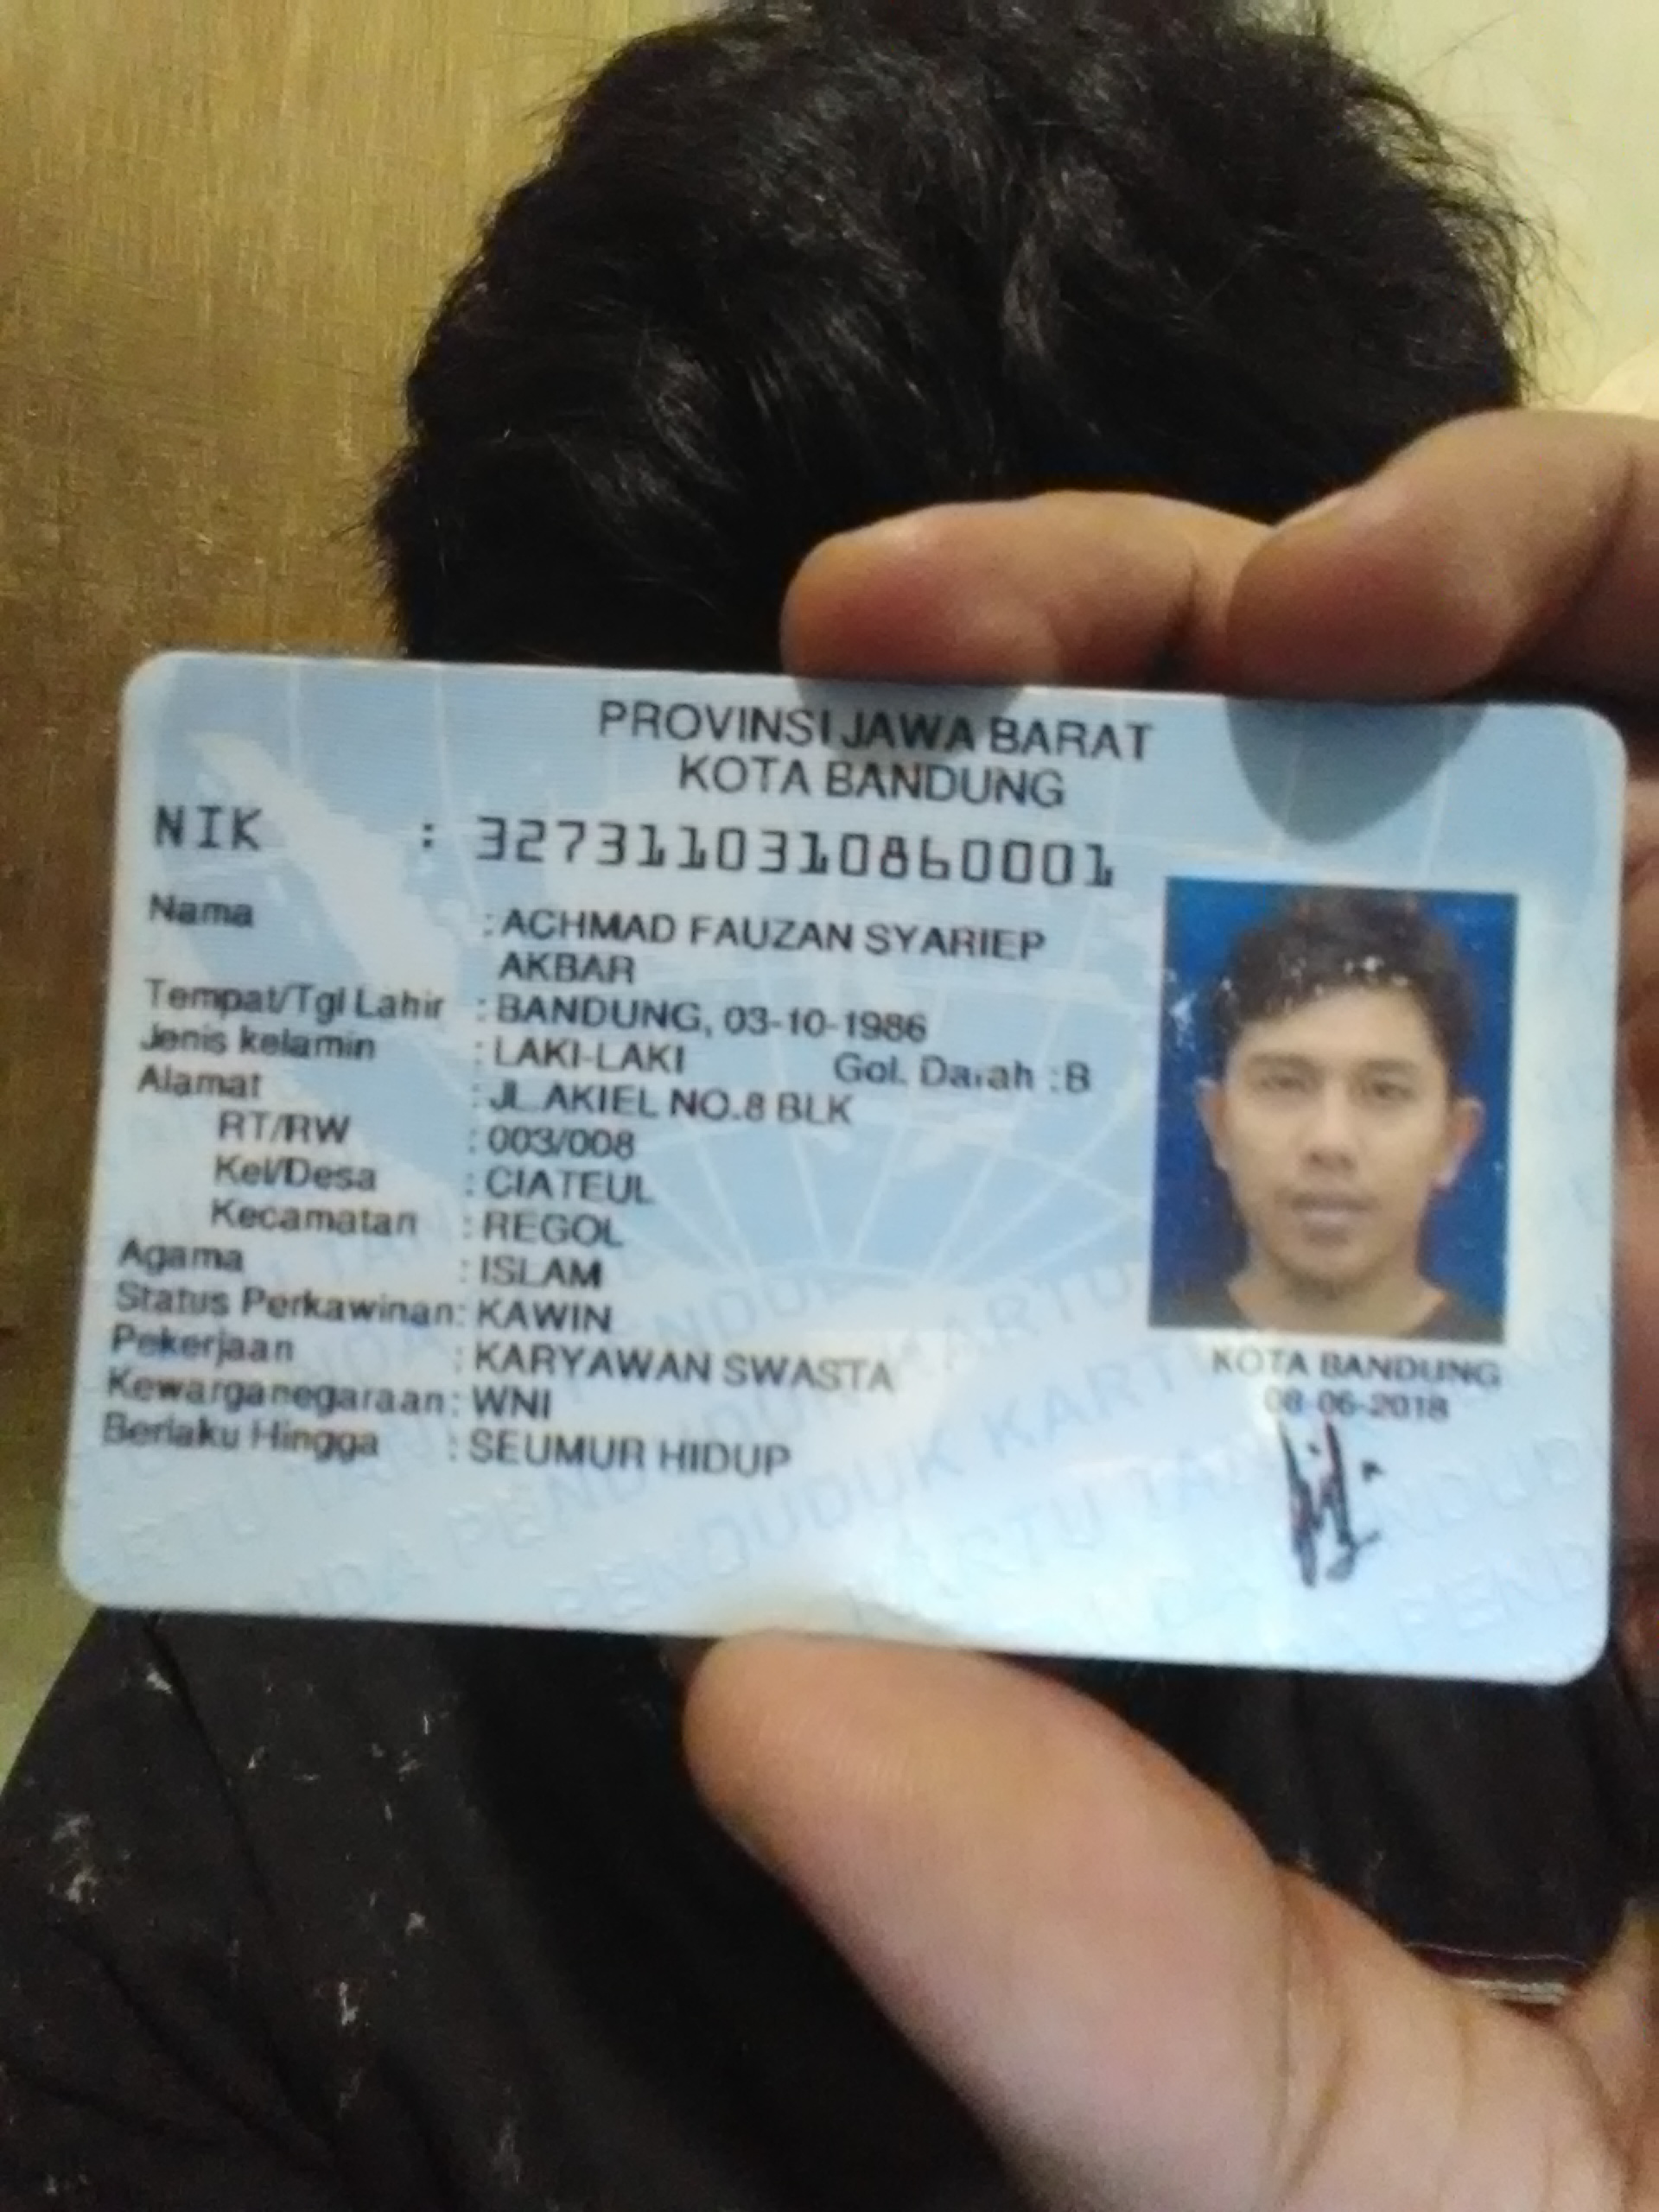 PROVINSI JAWA BARAT
KOTA BANDUNG
NIK : 3273110310860001
Nama : ACHMAD FAUZAN SYARIEP
AKBAR
Tempat/Tgl Lahir : BANDUNG, 03-10-1986
Jenis kelamin : LAKI-LAKI Gol. Darah : B
Alamat : JL.AKIEL NO.8 BLK
RT/RW : 003/008
Kel/Desa : CIATEUL
Kecamatan : REGOL
Agama : ISLAM
Status Perkawinan: KAWIN
Pekerjaan : KARYAWAN SWASTA
Kewarganegaraan: WNI
Berlaku Hingga : SEUMUR HIDUP
KOTA BANDUNG
08-06-2018